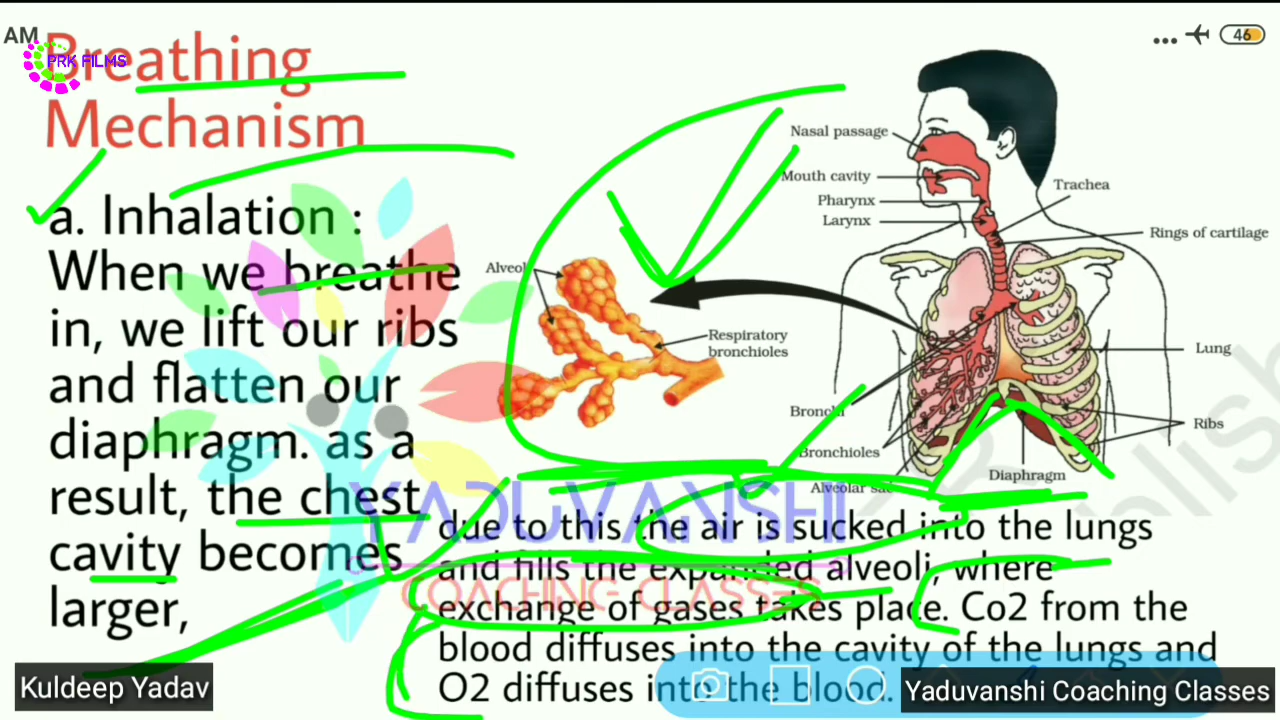 AM
46
PRK FILMS
Breathing
Mechanism
a. Inhalation :
When we breathe
in, we lift our ribs
and flatten our
diaphragm. as a
result, the chest
cavity becomes
larger,
Nasal passage
Mouth cavity
Pharynx
Larynx
Trachea
Rings of cartilage
Alveoli
Respiratory
bronchioles
Lung
Bronchi
Ribs
Bronchioles
Diaphragm
Alveolar sac
YADUVANSHI
COACHING CLASSES
due to this the air is sucked into the lungs
and fills the expanded alveoli, where
exchange of gases takes place. Co2 from the
blood diffuses into the cavity of the lungs and
O2 diffuses into the blood.
Kuldeep Yadav
Yaduvanshi Coaching Classes